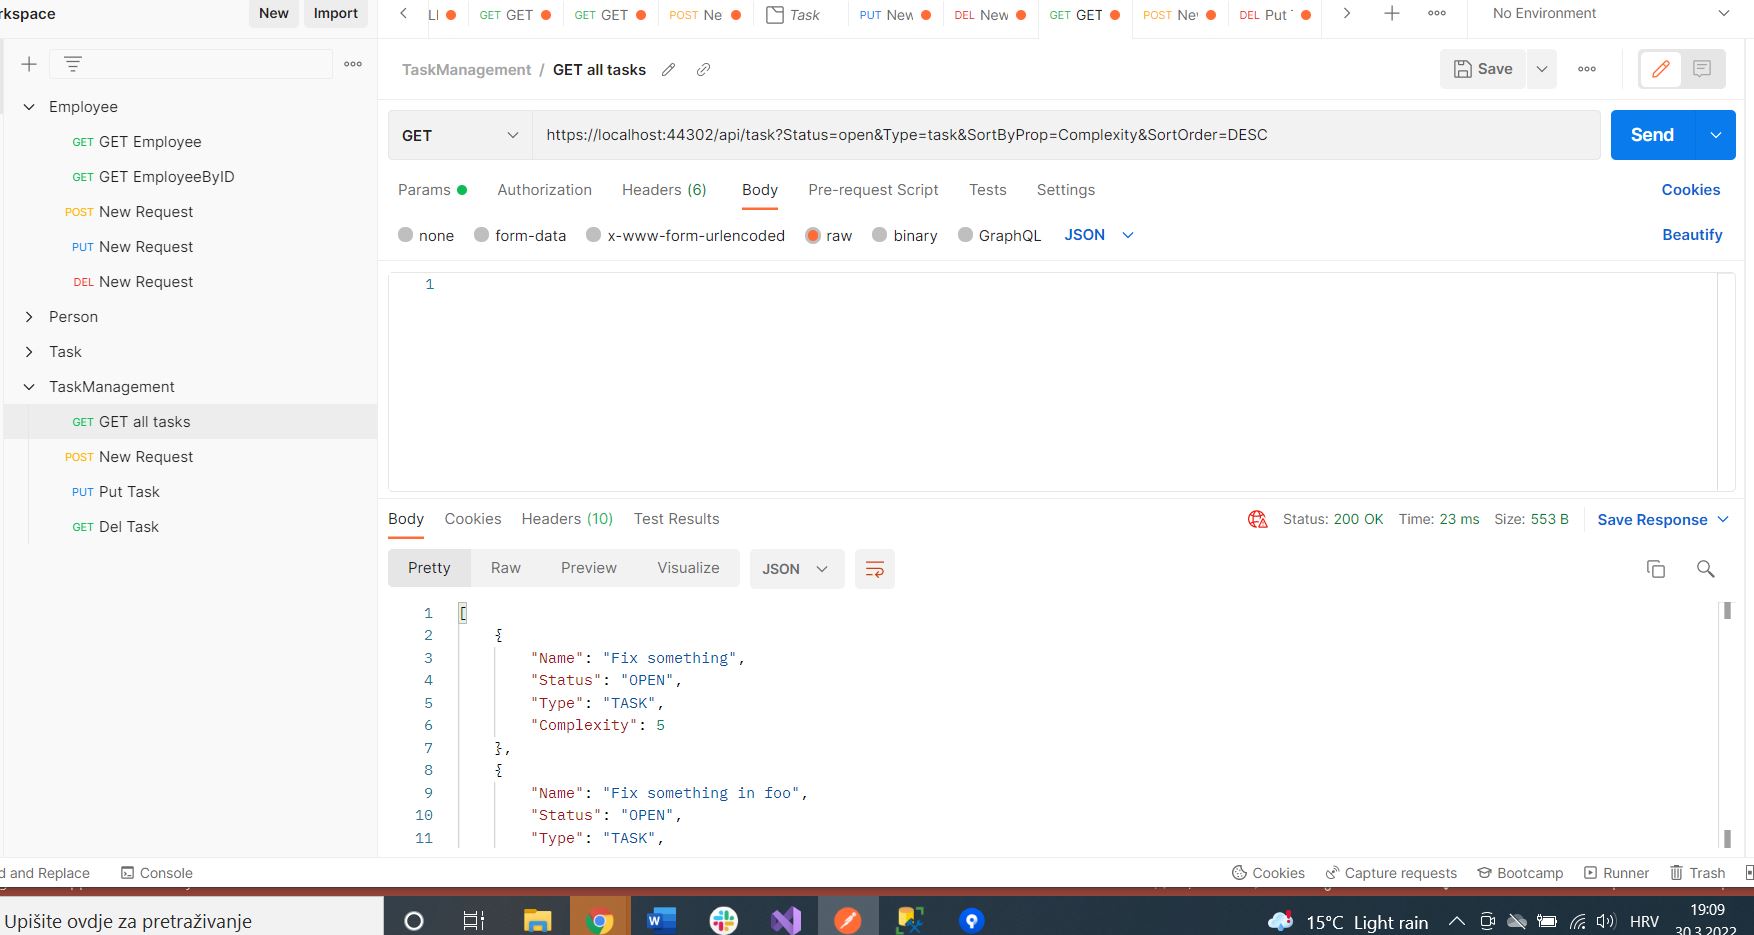 rkspace
New
Import
GET GET
GET GET
POST Ne
Task
PUT New
DEL New
GET GET
POST Nev
DEL Put
No Environment
TaskManagement / GET all tasks
Save
Employee
GET GET Employee
GET GET EmployeeByID
POST New Request
PUT New Request
DEL New Request
Person
Task
TaskManagement
GET GET all tasks
POST New Request
PUT Put Task
GET Del Task
GET
https://localhost:44302/api/task?Status=open&Type=task&SortByProp=Complexity&SortOrder=DESC
Send
Params
Authorization
Headers (6)
Body
Pre-request Script
Tests
Settings
Cookies
none
form-data
x-www-form-urlencoded
raw
binary
GraphQL
JSON
Beautify
1
Body
Cookies
Headers (10)
Test Results
Status: 200 OK
Time: 23 ms
Size: 553 B
Save Response
Pretty
Raw
Preview
Visualize
JSON
1 [
2 {
3 "Name": "Fix something",
4 "Status": "OPEN",
5 "Type": "TASK",
6 "Complexity": 5
7 },
8 {
9 "Name": "Fix something in foo",
10 "Status": "OPEN",
11 "Type": "TASK",
d and Replace
Console
Cookies
Capture requests
Bootcamp
Runner
Trash
Upišite ovdje za pretraživanje
15°C Light rain
HRV
19:09
30.3.2022